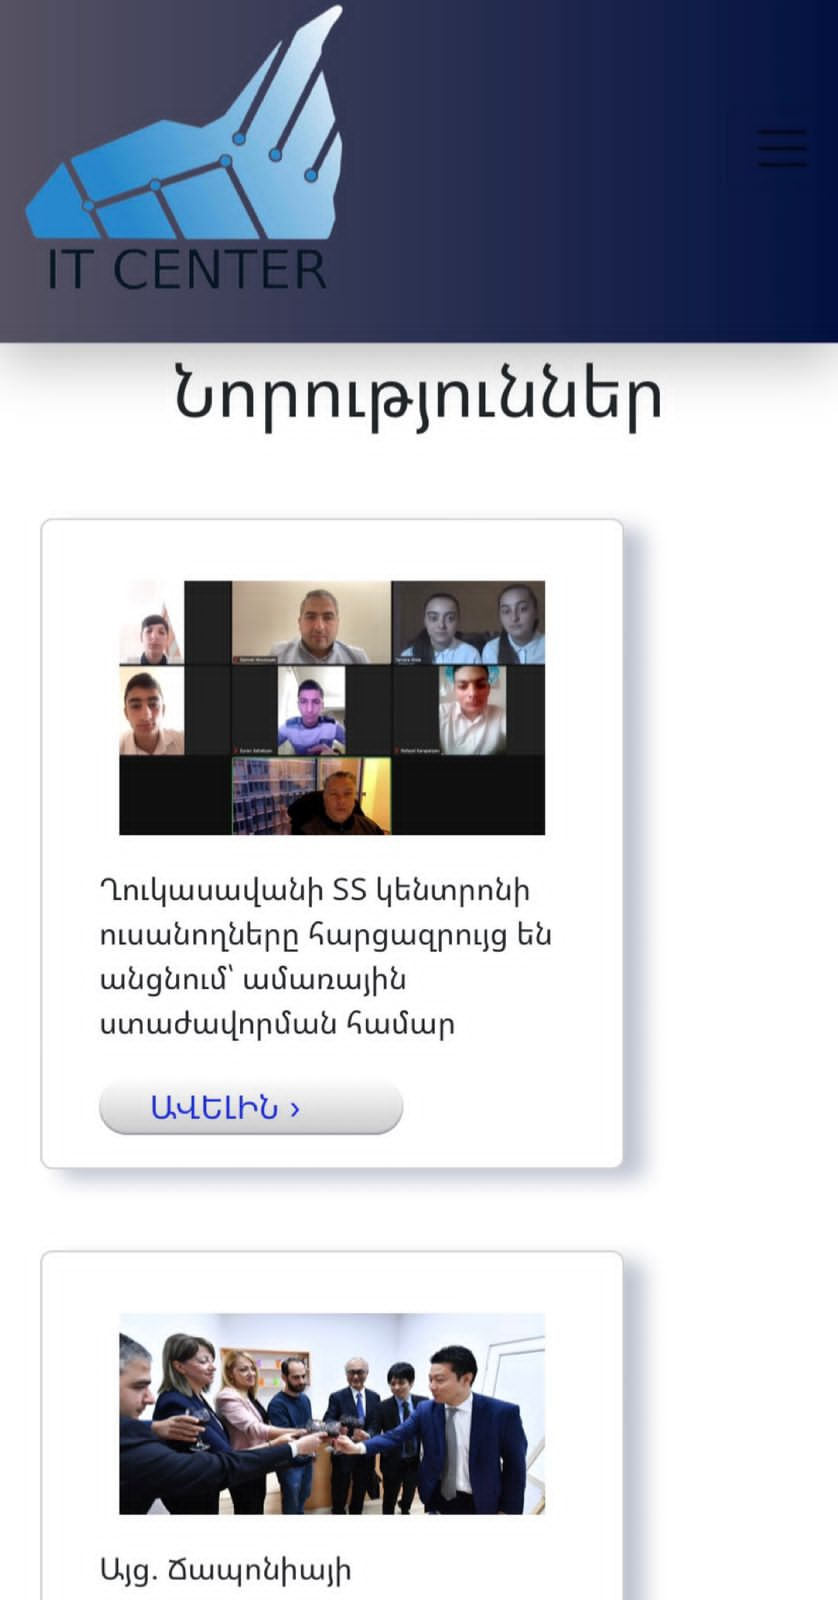 IT CENTER
Նորություններ
Ղուկասավանի ՏՏ կենտրոնի
ուսանողները հարցազրույց են
անցնում՝ ամառային
ստաժավորման համար
ԱՎԵԼԻՆ ›
Այց. Ճապոնիայի